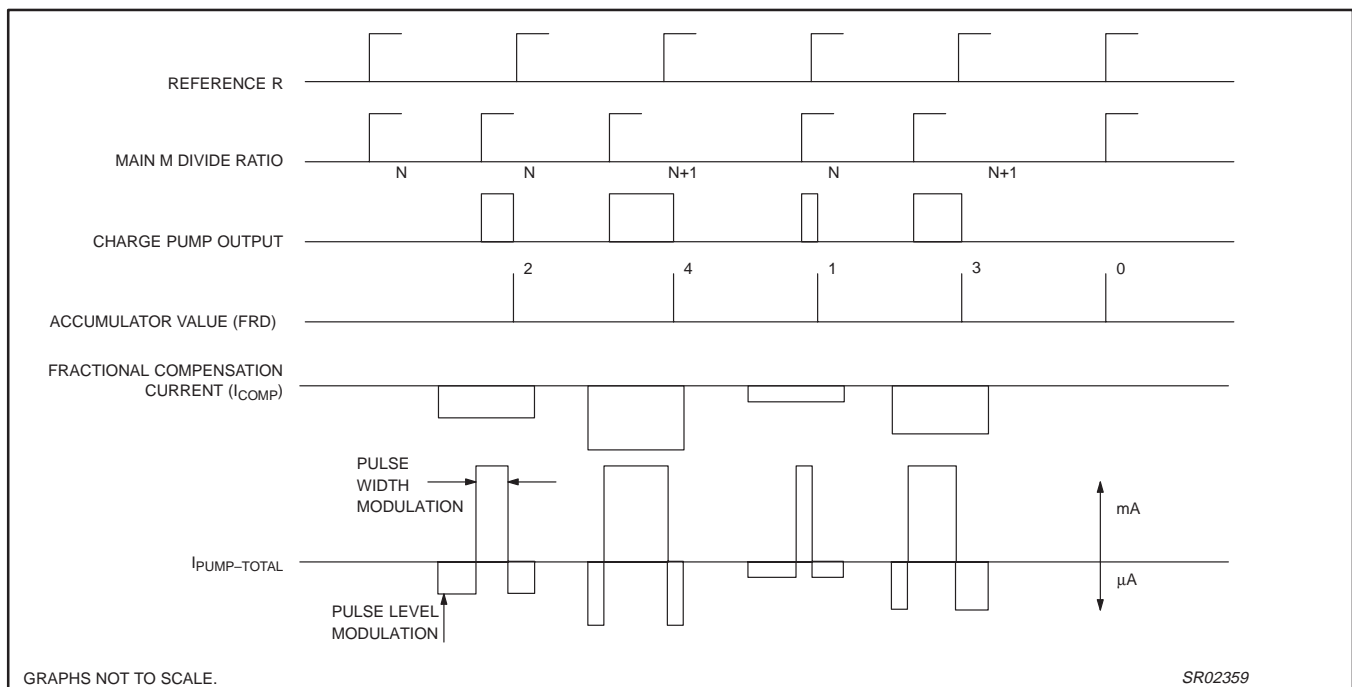 REFERENCE R
MAIN M DIVIDE RATIO
N
N
N+1
N
N+1
CHARGE PUMP OUTPUT
2
4
1
3
0
ACCUMULATOR VALUE (FRD)
FRACTIONAL COMPENSATION
CURRENT (ICOMP)
PULSE
WIDTH
MODULATION
mA
IPUMP–TOTAL
µA
PULSE LEVEL
MODULATION
GRAPHS NOT TO SCALE.
SR02359